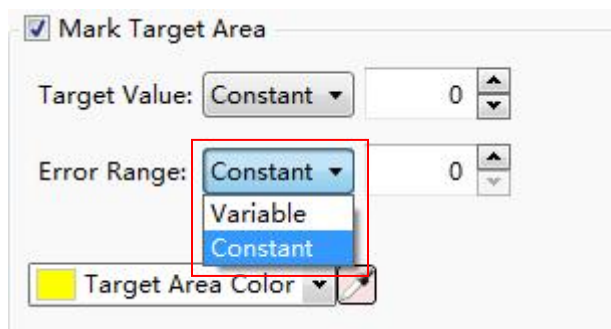 Mark Target Area
Target Value: Constant 0
Error Range: Constant 0
Variable
Constant
Target Area Color